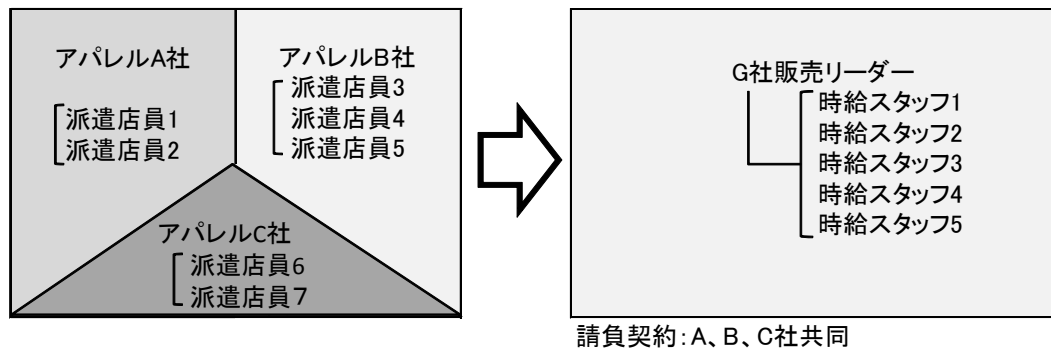 アパレルA社
派遣店員1
派遣店員2
アパレルB社
派遣店員3
派遣店員4
派遣店員5
アパレルC社
派遣店員6
派遣店員7
G社販売リーダー
時給スタッフ1
時給スタッフ2
時給スタッフ3
時給スタッフ4
時給スタッフ5
請負契約：A、B、C社共同